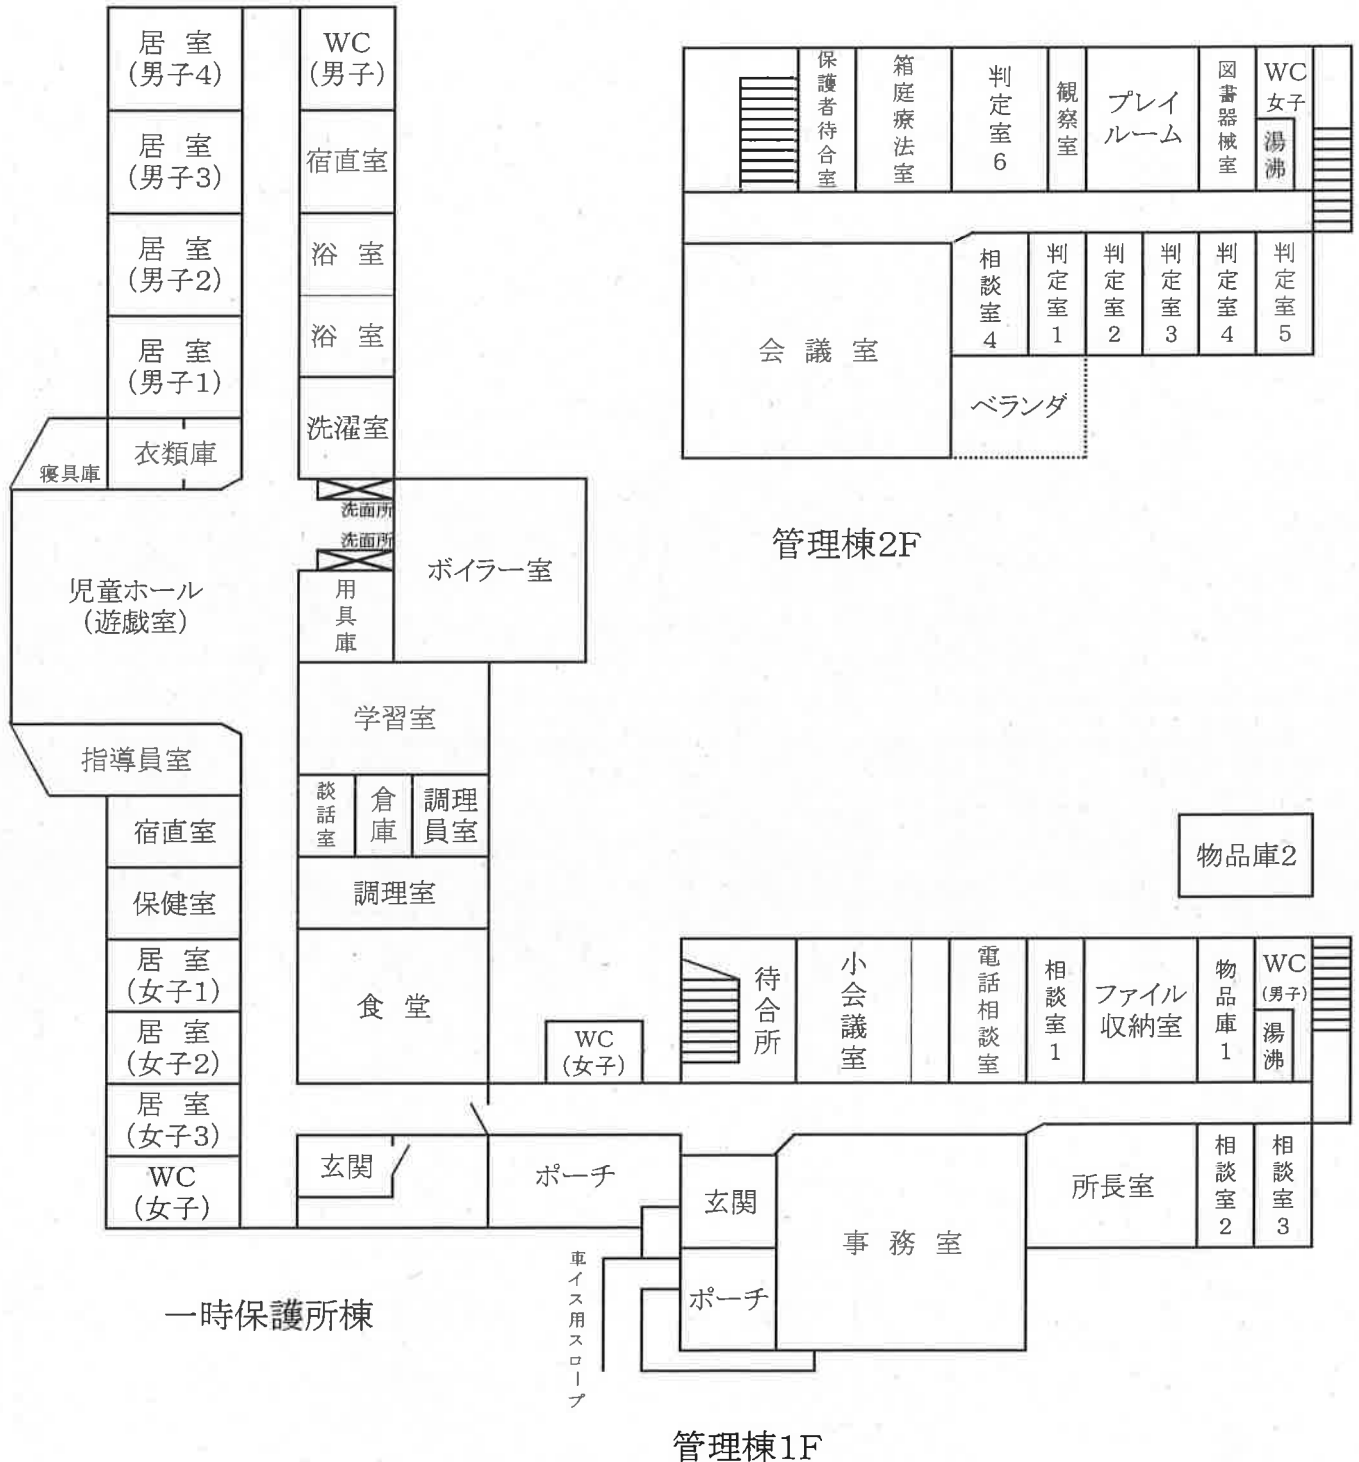 居 室
(男子4)
WC
(男子)
居 室
(男子3)
宿直室
居 室
(男子2)
浴 室
浴 室
居 室
(男子1)
洗濯室
衣類庫
寝具庫
洗面所
洗面所
ボイラー室
児童ホール
(遊戯室)
用具庫
学習室
指導員室
談話室
倉庫
調理
員室
宿直室
調理室
保健室
居 室
(女子1)
食 堂
居 室
(女子2)
居 室
(女子3)
WC
(女子)
玄関
一時保護所棟
保護者待合室
箱庭療法室
判定室6
観察室
プレイ
ルーム
図書器械室
WC
女子
湯沸
会 議 室
相談室4
判定室1
判定室2
判定室3
判定室4
判定室5
ベランダ
管理棟2F
物品庫2
WC
(女子)
待合所
小会議室
電話相談室
相談室1
ファイル
収納室
物品庫1
WC
(男子)
湯沸
ポーチ
玄関
事 務 室
所長室
相談室2
相談室3
ポーチ
車イス用スロープ
管理棟1F